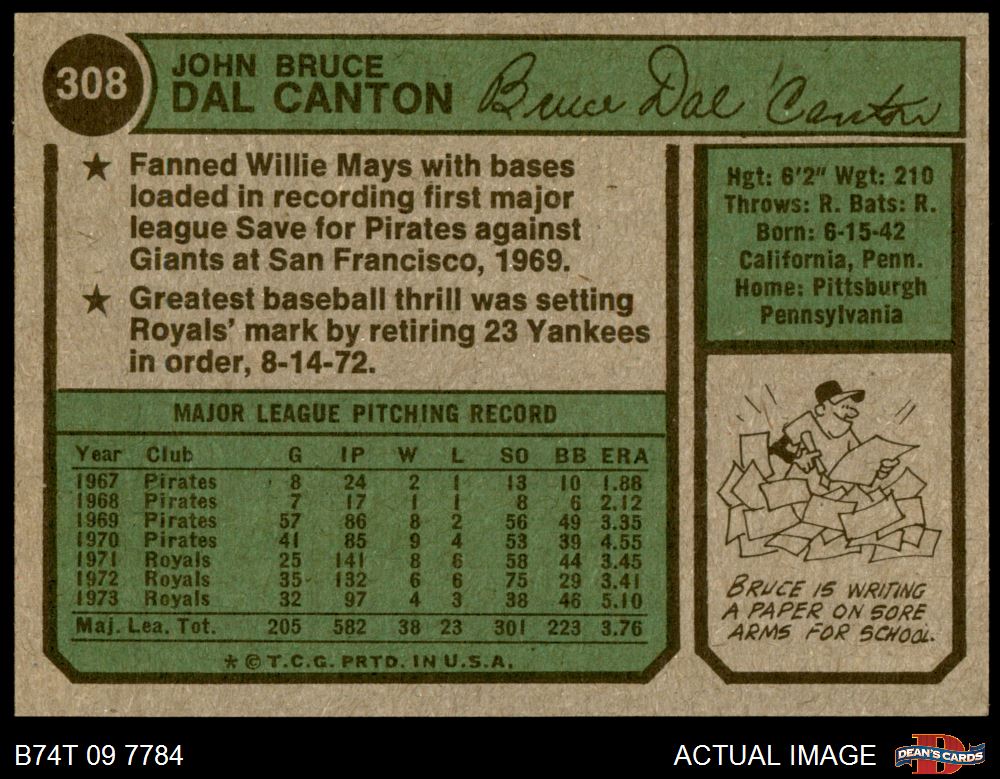 308
JOHN BRUCE
DAL CANTON
Bruce Dal Canton
★ Fanned Willie Mays with bases
loaded in recording first major
league Save for Pirates against
Giants at San Francisco, 1969.
★ Greatest baseball thrill was setting
Royals' mark by retiring 23 Yankees
in order, 8-14-72.
Hgt: 6'2" Wgt: 210
Throws: R. Bats: R.
Born: 6-15-42
California, Penn.
Home: Pittsburgh
Pennsylvania
MAJOR LEAGUE PITCHING RECORD
Year Club G IP W L SO BB ERA
1967 Pirates 8 24 2 1 13 10 1.88
1968 Pirates 7 17 1 1 8 6 2.12
1969 Pirates 57 86 8 2 56 49 3.35
1970 Pirates 41 85 9 4 53 39 4.55
1971 Royals 25 141 8 6 58 44 3.45
1972 Royals 35 132 6 6 75 29 3.41
1973 Royals 32 97 4 3 38 46 5.10
Maj. Lea. Tot. 205 582 38 23 301 223 3.76
★ © T.C.G. PRTD. IN U.S.A.
BRUCE IS WRITING
A PAPER ON SORE
ARMS FOR SCHOOL.
B74T 09 7784
ACTUAL IMAGE
DEAN'S CARDS